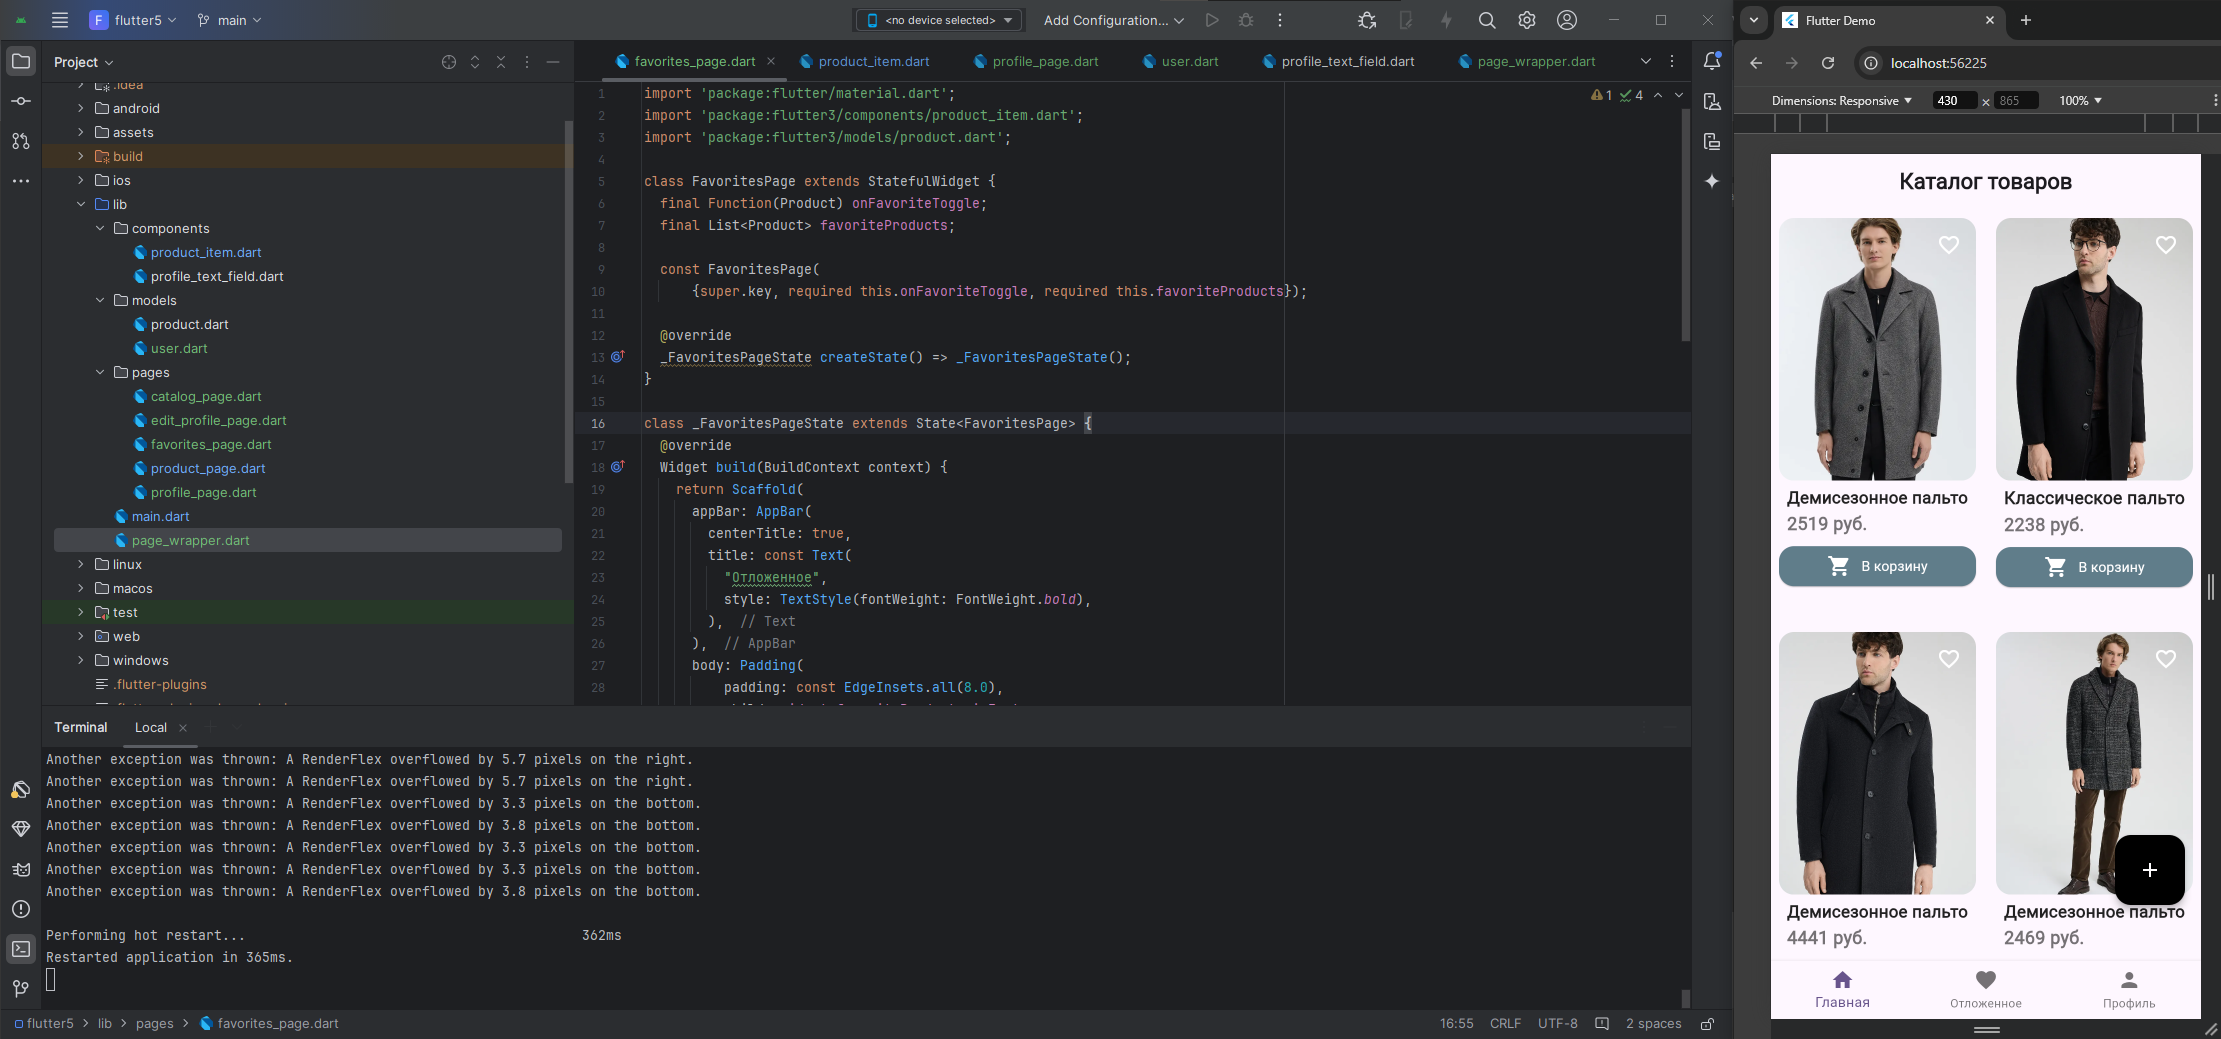 F flutter5 main
<no device selected>
Add Configuration...
Project
.idea
android
assets
build
ios
lib
components
product_item.dart
profile_text_field.dart
models
product.dart
user.dart
pages
catalog_page.dart
edit_profile_page.dart
favorites_page.dart
product_page.dart
profile_page.dart
main.dart
page_wrapper.dart
linux
macos
test
web
windows
.flutter-plugins
favorites_page.dart product_item.dart profile_page.dart user.dart profile_text_field.dart page_wrapper.dart
1 4
1 import 'package:flutter/material.dart';
2 import 'package:flutter3/components/product_item.dart';
3 import 'package:flutter3/models/product.dart';
4
5 class FavoritesPage extends StatefulWidget {
6 final Function(Product) onFavoriteToggle;
7 final List<Product> favoriteProducts;
8
9 const FavoritesPage(
10 {super.key, required this.onFavoriteToggle, required this.favoriteProducts});
11
12 @override
13 _FavoritesPageState createState() => _FavoritesPageState();
14 }
15
16 class _FavoritesPageState extends State<FavoritesPage> {
17 @override
18 Widget build(BuildContext context) {
19 return Scaffold(
20 appBar: AppBar(
21 centerTitle: true,
22 title: const Text(
23 "Отложенное",
24 style: TextStyle(fontWeight: FontWeight.bold),
25 ), // Text
26 ), // AppBar
27 body: Padding(
28 padding: const EdgeInsets.all(8.0),
Terminal Local
Another exception was thrown: A RenderFlex overflowed by 5.7 pixels on the right.
Another exception was thrown: A RenderFlex overflowed by 5.7 pixels on the right.
Another exception was thrown: A RenderFlex overflowed by 3.3 pixels on the bottom.
Another exception was thrown: A RenderFlex overflowed by 3.8 pixels on the bottom.
Another exception was thrown: A RenderFlex overflowed by 3.3 pixels on the bottom.
Another exception was thrown: A RenderFlex overflowed by 3.3 pixels on the bottom.
Another exception was thrown: A RenderFlex overflowed by 3.8 pixels on the bottom.
Performing hot restart... 362ms
Restarted application in 365ms.
flutter5 > lib > pages > favorites_page.dart
16:55 CRLF UTF-8 2 spaces
Flutter Demo
localhost:56225
Dimensions: Responsive 430 × 865 100%
Каталог товаров
Демисезонное пальто
2519 руб.
В корзину
Классическое пальто
2238 руб.
В корзину
Демисезонное пальто
4441 руб.
Демисезонное пальто
2469 руб.
Главная Отложенное Профиль